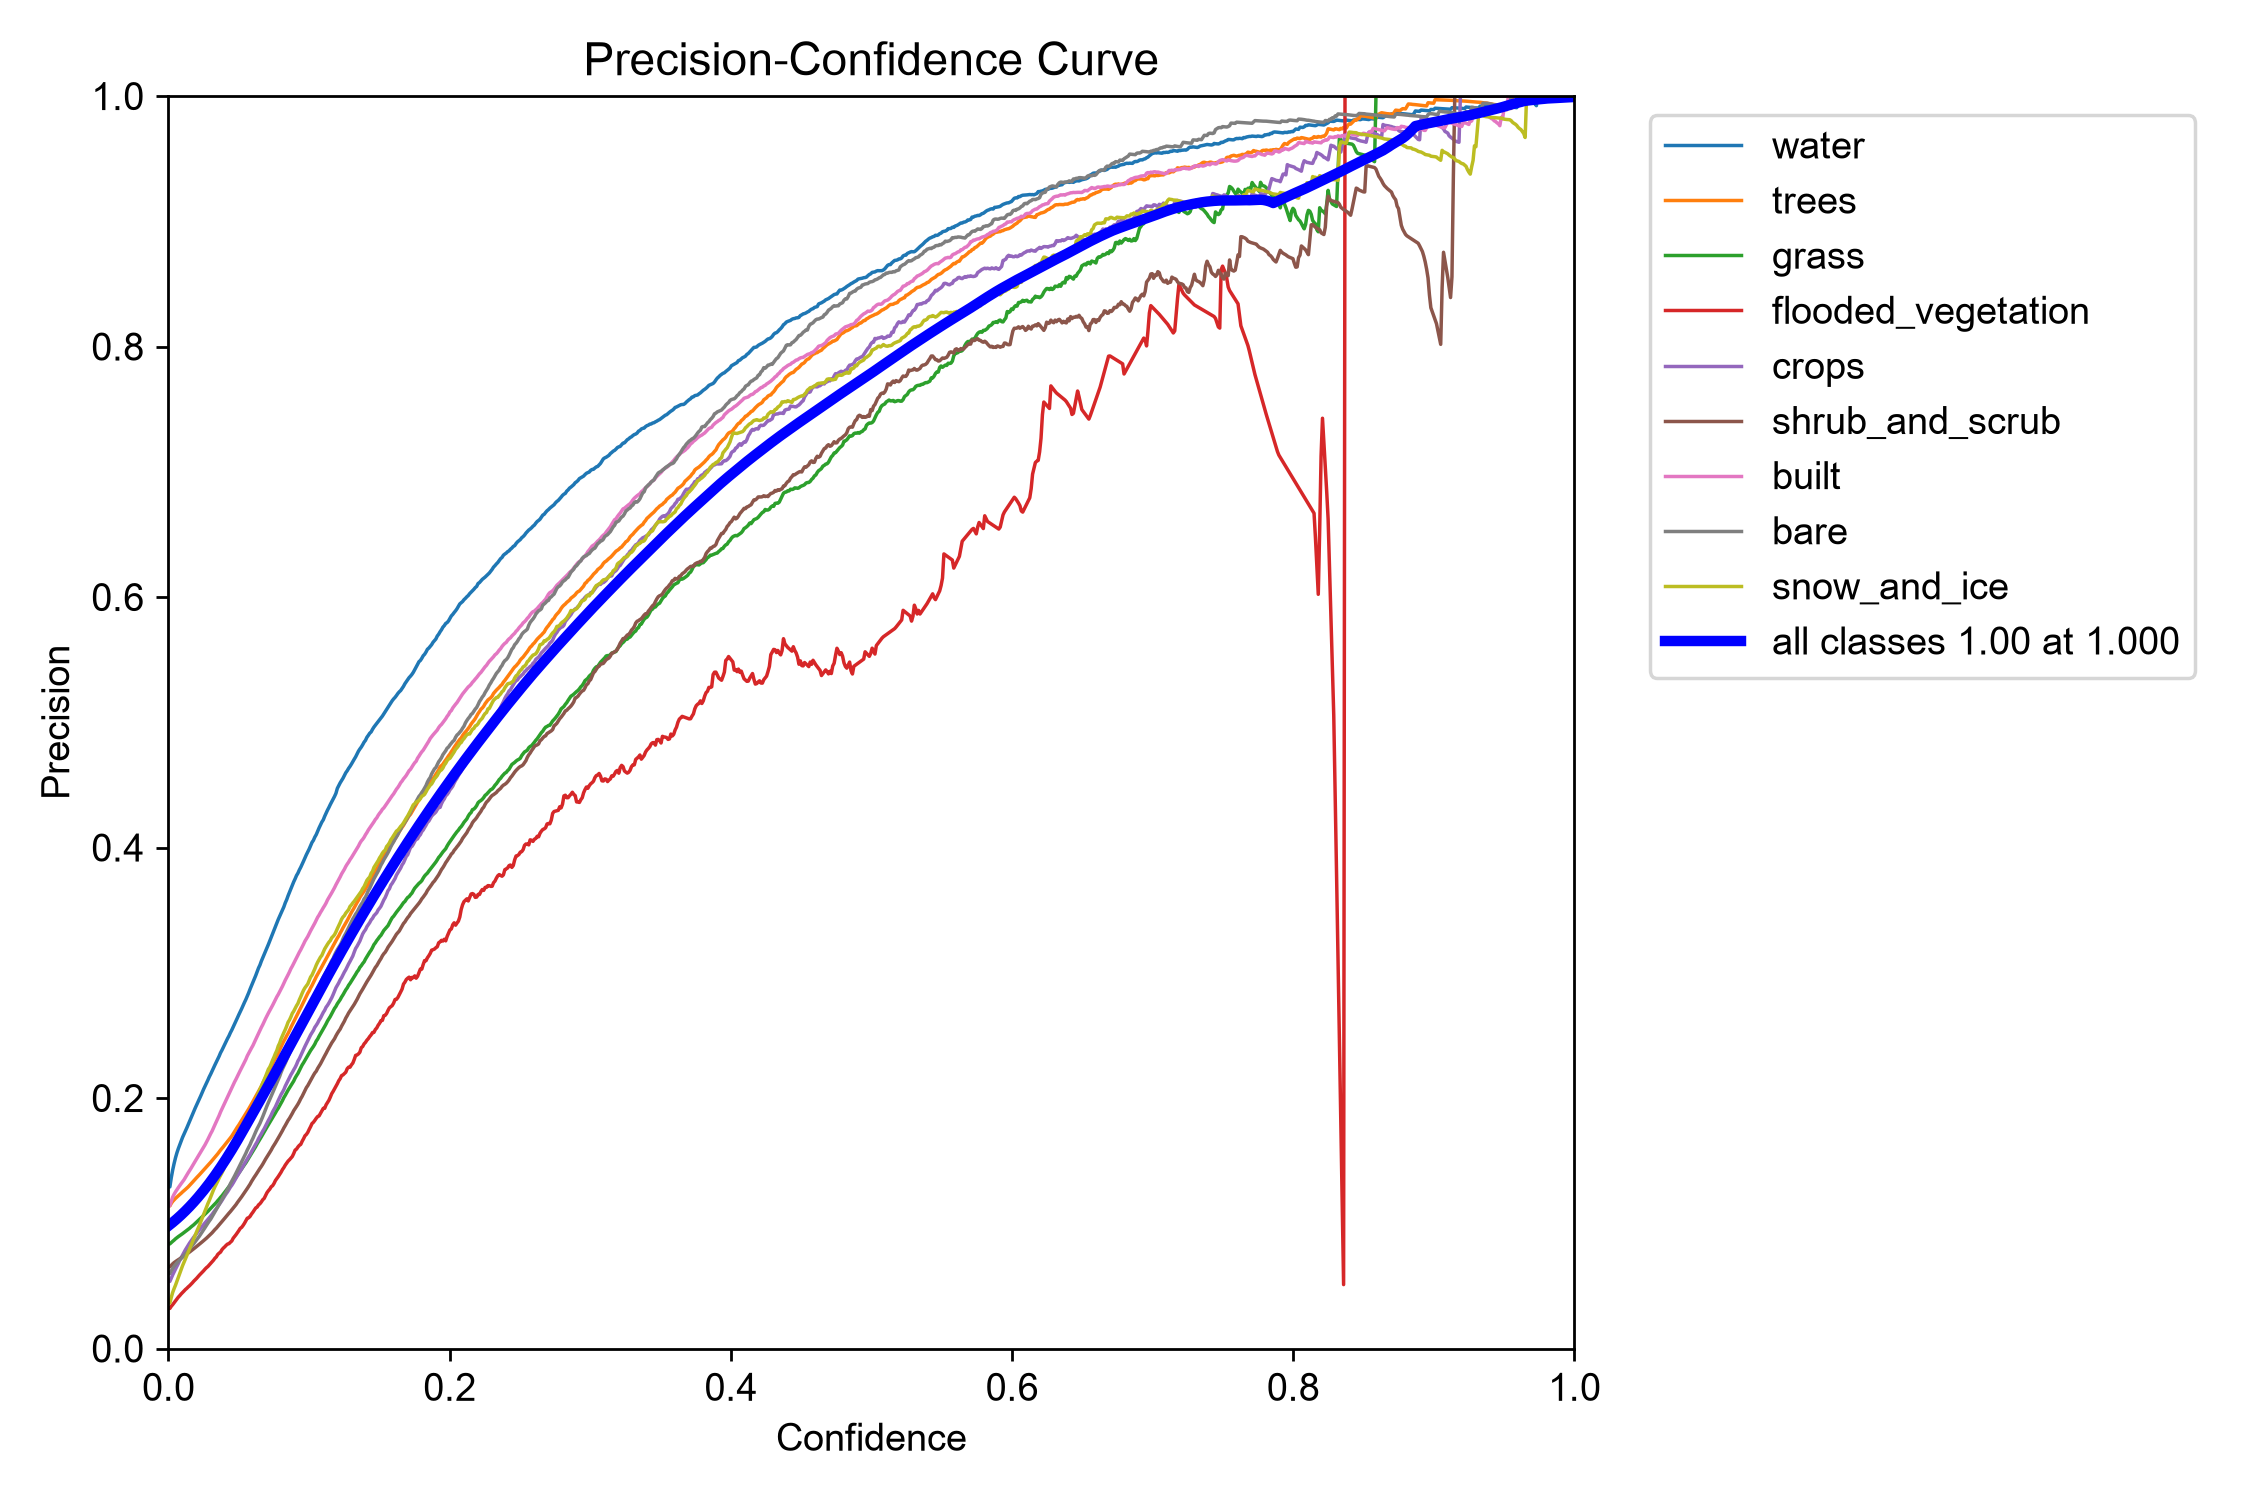 Precision-Confidence Curve
1.0
0.8
0.6
0.4
0.2
0.0
Precision
0.0 0.2 0.4 0.6 0.8 1.0
Confidence
water
trees
grass
flooded_vegetation
crops
shrub_and_scrub
built
bare
snow_and_ice
all classes 1.00 at 1.000